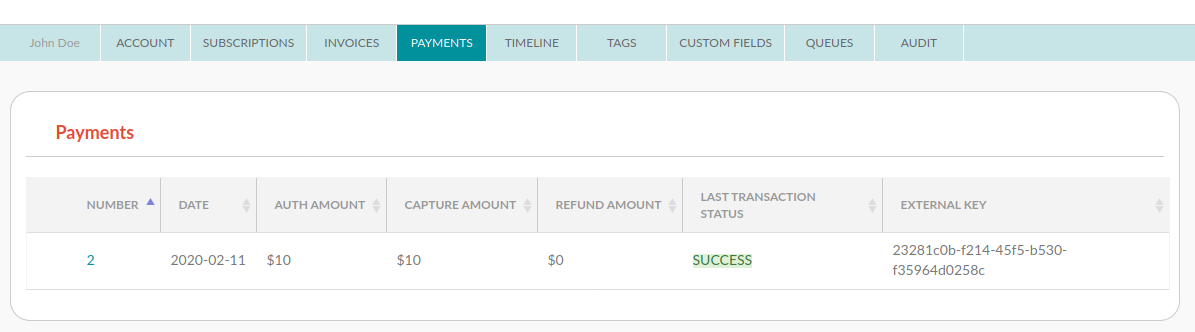 John Doe ACCOUNT SUBSCRIPTIONS INVOICES PAYMENTS TIMELINE TAGS CUSTOM FIELDS QUEUES AUDIT
Payments
NUMBER DATE AUTH AMOUNT CAPTURE AMOUNT REFUND AMOUNT LAST TRANSACTION STATUS EXTERNAL KEY
2 2020-02-11 $10 $10 $0 SUCCESS 23281c0b-f214-45f5-b530-
f35964d0258c